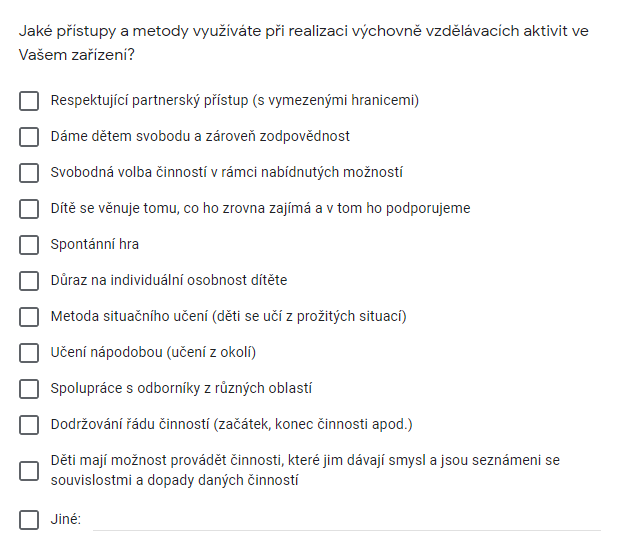 Jaké přístupy a metody využíváte při realizaci výchovně vzdělávacích aktivit ve
Vašem zařízení?
Respektující partnerský přístup (s vymezenými hranicemi)
Dáme dětem svobodu a zároveň zodpovědnost
Svobodná volba činností v rámci nabídnutých možností
Dítě se věnuje tomu, co ho zrovna zajímá a v tom ho podporujeme
Spontánní hra
Důraz na individuální osobnost dítěte
Metoda situačního učení (děti se učí z prožitých situací)
Učení nápodobou (učení z okolí)
Spolupráce s odborníky z různých oblastí
Dodržování řádu činností (začátek, konec činnosti apod.)
Děti mají možnost provádět činnosti, které jim dávají smysl a jsou seznámeni se
souvislostmi a dopady daných činností
Jiné: